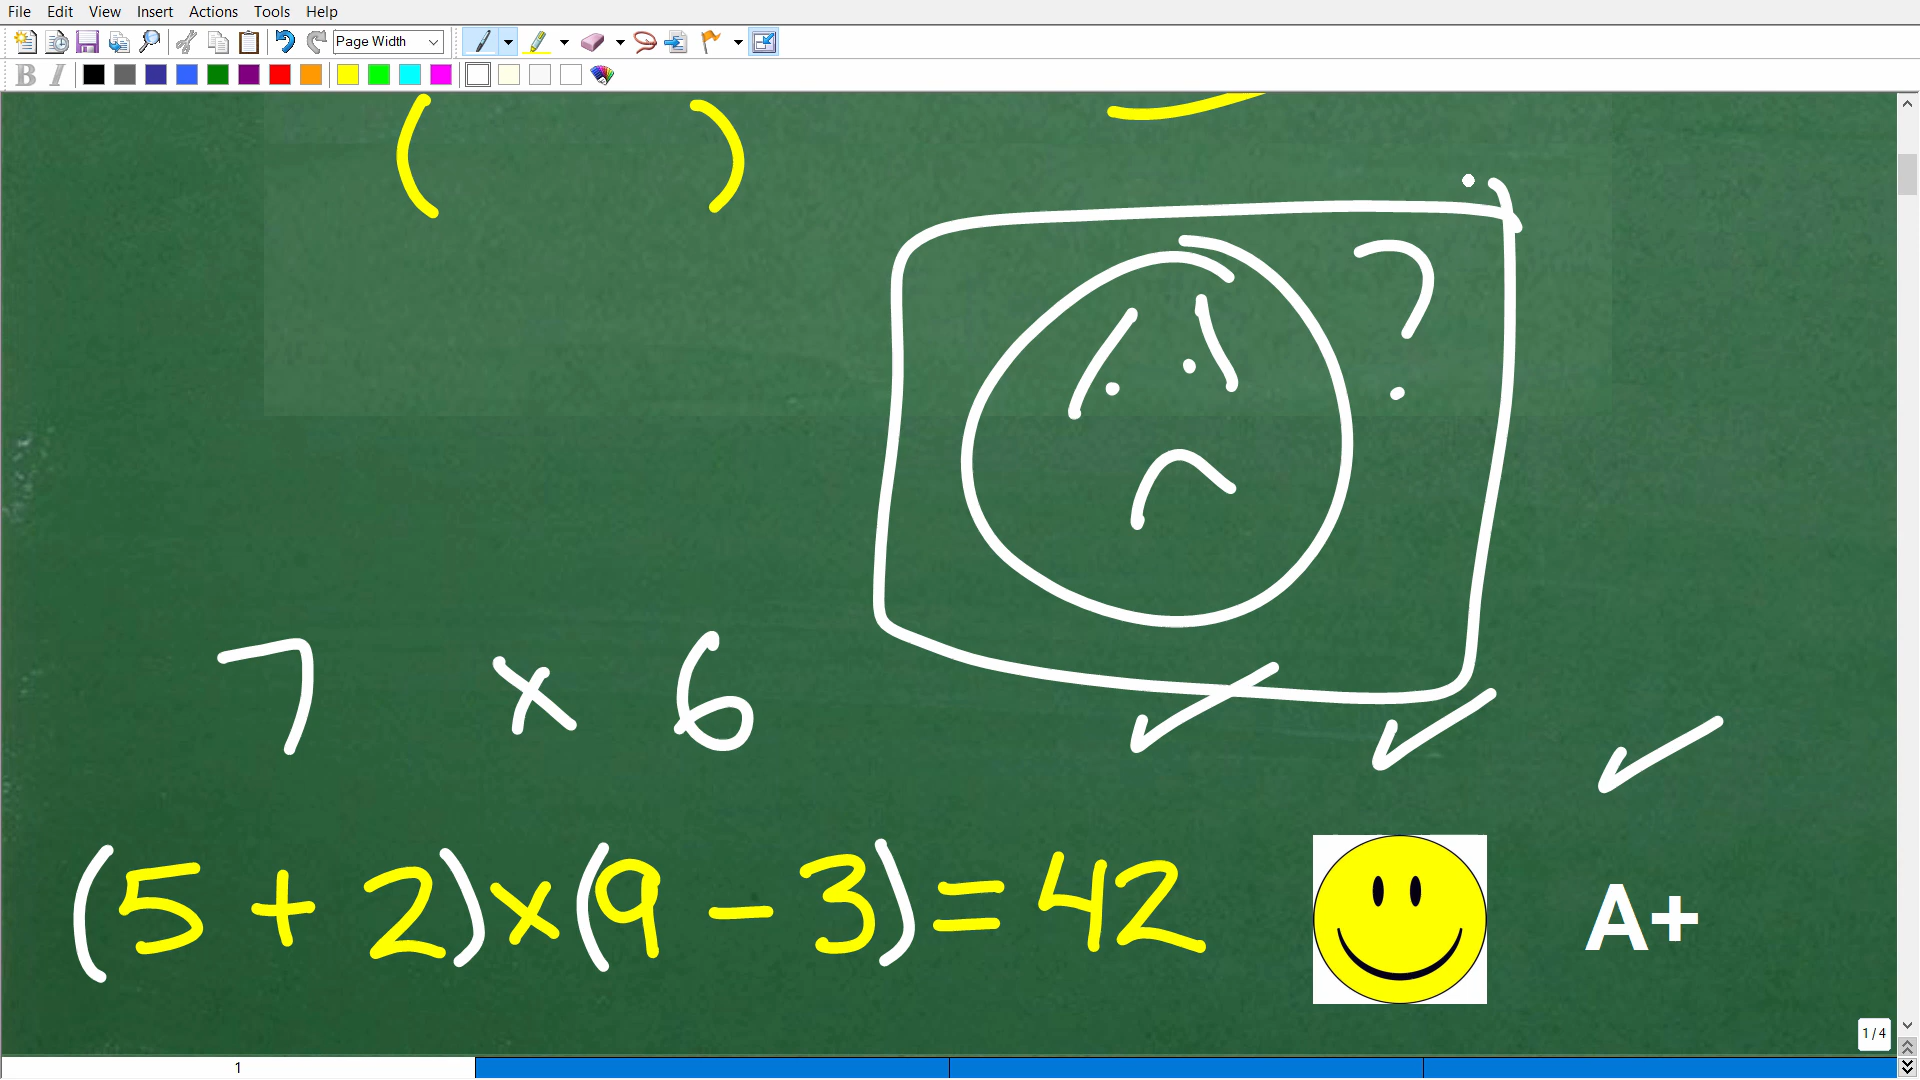 File Edit View Insert Actions Tools Help
Page Width
B I
( )
?
7 x 6
(5 + 2)x(9 - 3)=42
A+
1 / 4
1